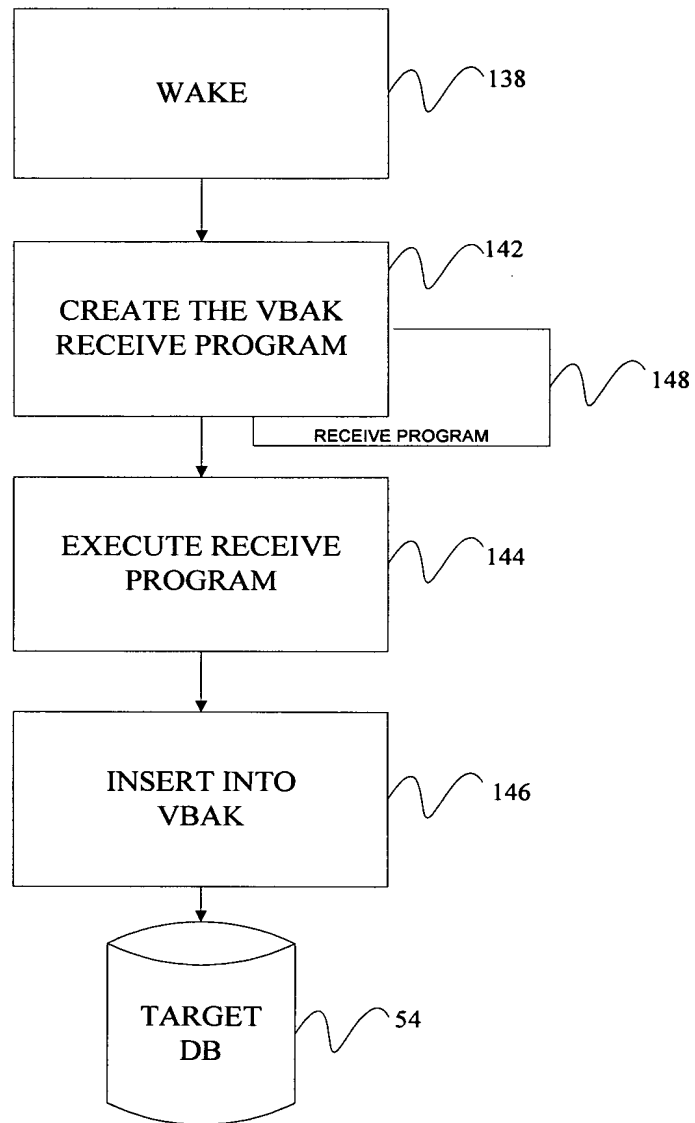 WAKE
138
142
CREATE THE VBAK
RECEIVE PROGRAM
148
RECEIVE PROGRAM
EXECUTE RECEIVE
PROGRAM
144
INSERT INTO
VBAK
146
TARGET
DB
54